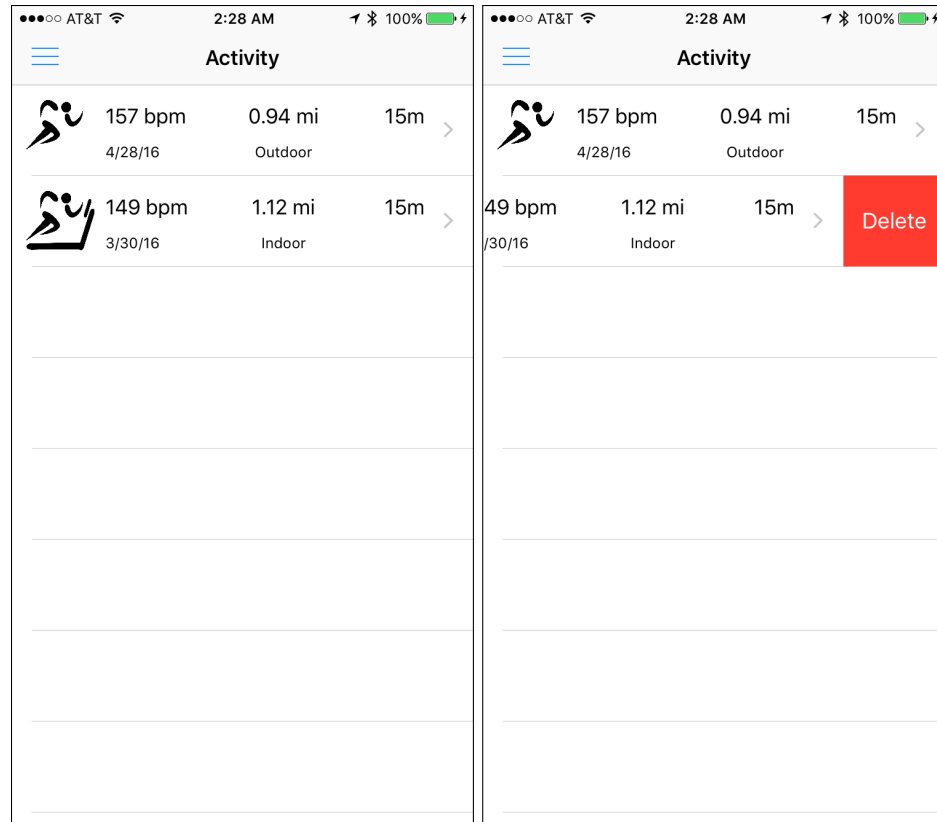 AT&T 2:28 AM 100%
Activity
157 bpm 0.94 mi 15m
4/28/16 Outdoor
149 bpm 1.12 mi 15m
3/30/16 Indoor
AT&T 2:28 AM 100%
Activity
157 bpm 0.94 mi 15m
4/28/16 Outdoor
49 bpm 1.12 mi 15m Delete
/30/16 Indoor